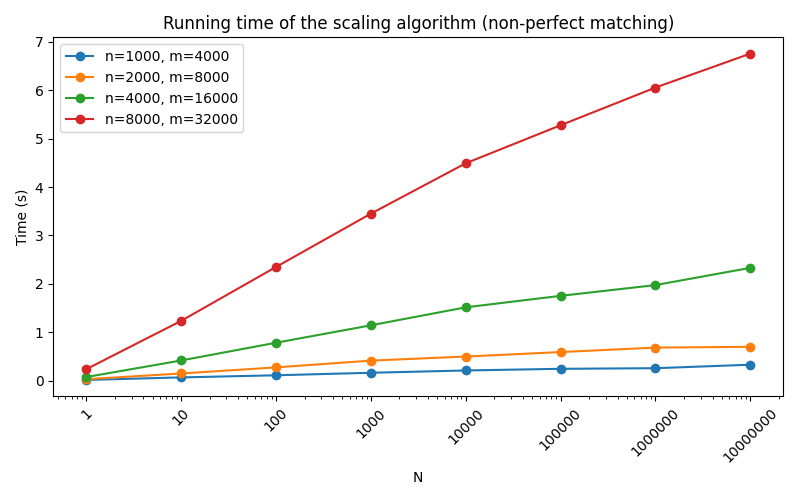 Running time of the scaling algorithm (non-perfect matching)
n=1000, m=4000
n=2000, m=8000
n=4000, m=16000
n=8000, m=32000
Time (s)
7
6
5
4
3
2
1
0
1
10
100
1000
10000
100000
1000000
10000000
N